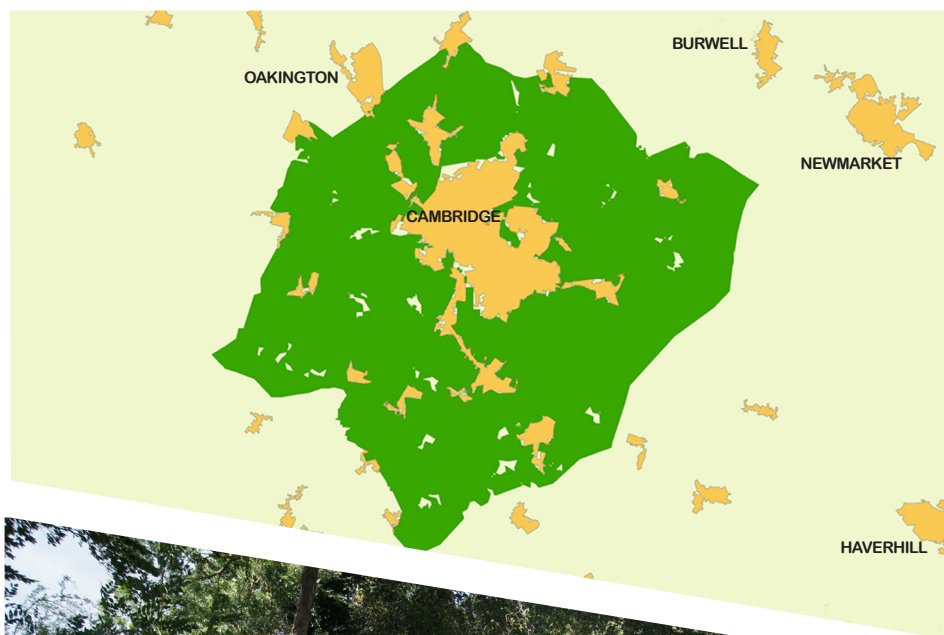 BURWELL
OAKINGTON
NEWMARKET
CAMBRIDGE
HAVERHILL